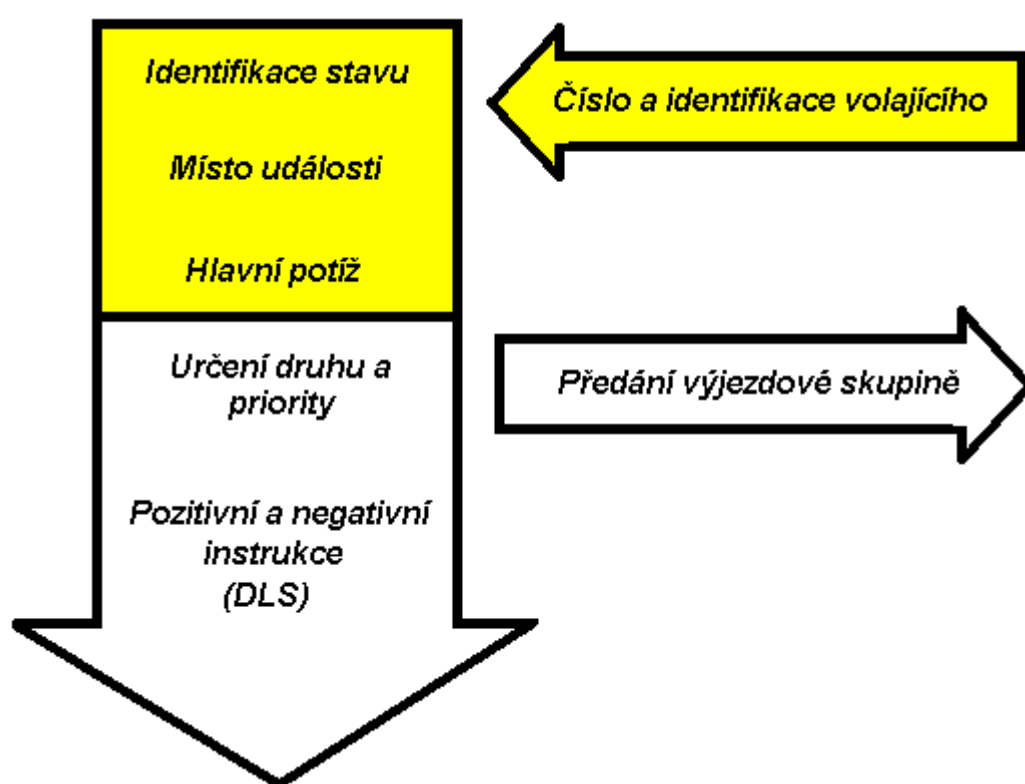 Identifikace stavu
Číslo a identifikace volajícího
Místo události
Hlavní potíž
Určení druhu a
priority
Předání výjezdové skupině
Pozitivní a negativní
instrukce
(DLS)